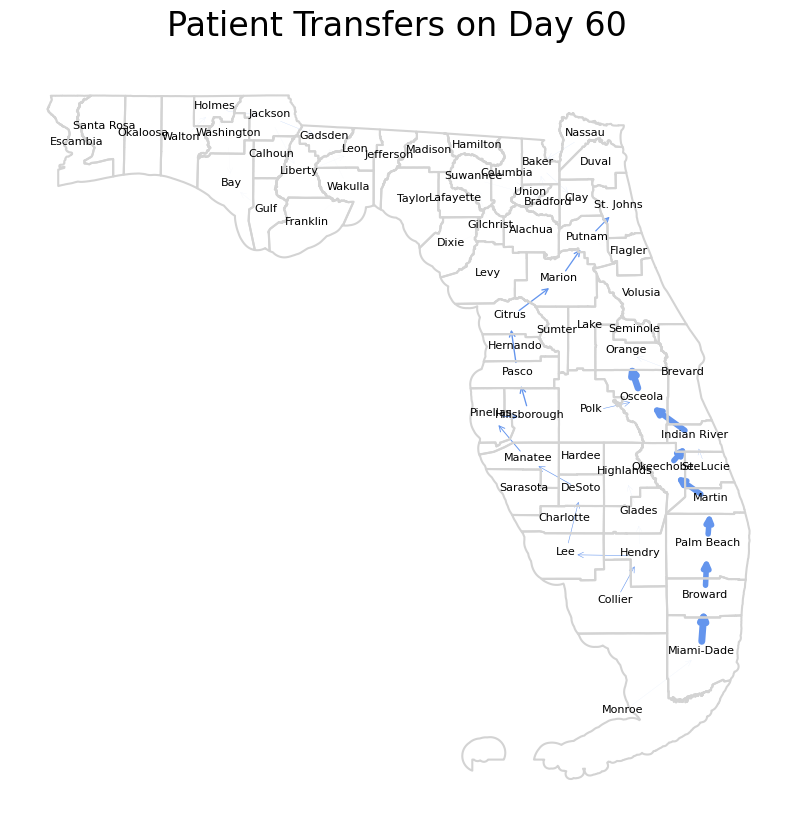 Patient Transfers on Day 60
Holmes
Jackson
Santa Rosa
Okaloosa
Walton
Washington
Escambia
Gadsden
Leon
Jefferson
Madison
Hamilton
Nassau
Calhoun
Liberty
Suwannee
Columbia
Baker
Duval
Bay
Wakulla
Taylor
Lafayette
Union
Bradford
Clay
St. Johns
Gulf
Franklin
Gilchrist
Alachua
Putnam
Dixie
Flagler
Levy
Marion
Volusia
Citrus
Sumter
Lake
Seminole
Hernando
Orange
Pasco
Brevard
Osceola
Pinellas
Hillsborough
Polk
Indian River
Manatee
Hardee
Highlands
Okeechobee
St. Lucie
Sarasota
DeSoto
Martin
Charlotte
Glades
Lee
Hendry
Palm Beach
Collier
Broward
Miami-Dade
Monroe